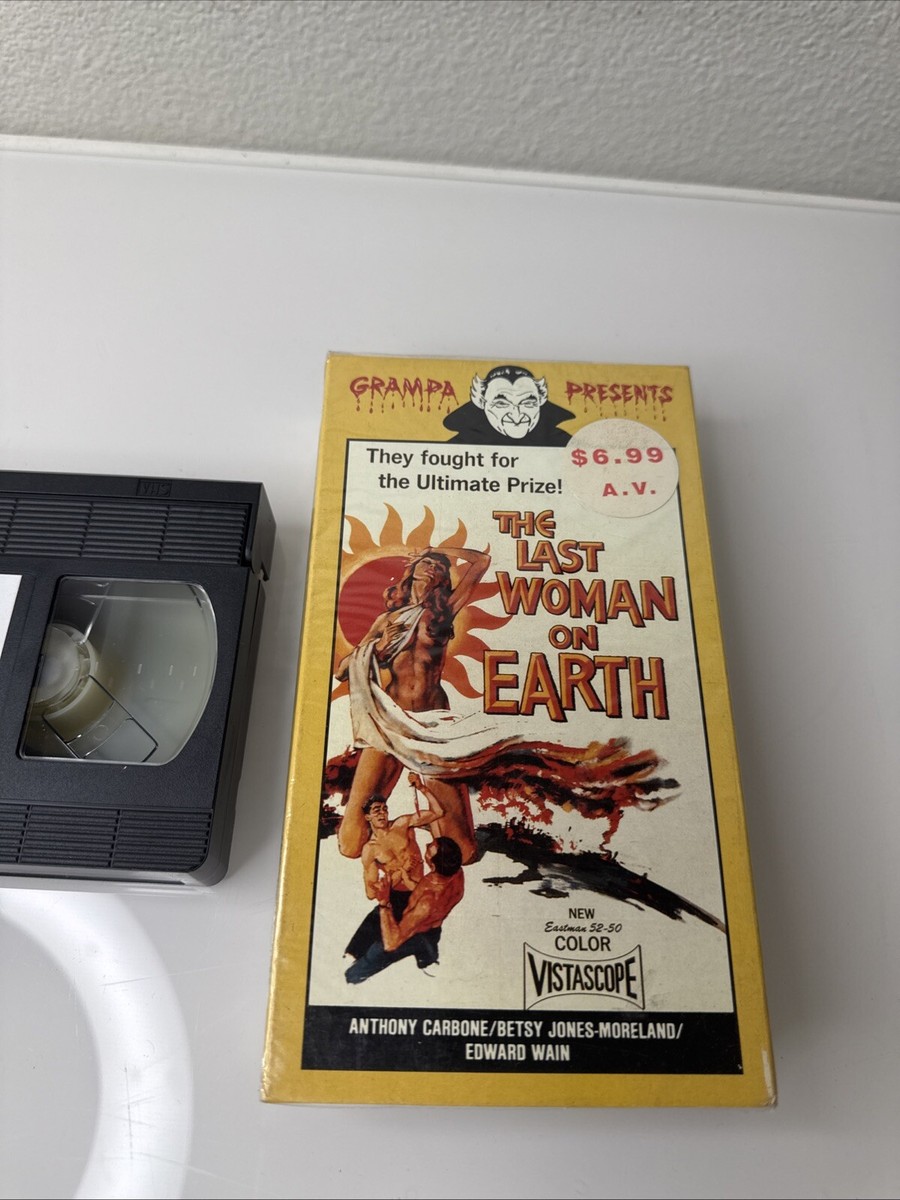 GRAMPA PRESENTS
They fought for
the Ultimate Prize!
$6.99
A.V.
THE
LAST
WOMAN
ON
EARTH
VHS
NEW
Eastman 52-50
COLOR
VISTASCOPE
ANTHONY CARBONE/BETSY JONES-MORELAND/
EDWARD WAIN